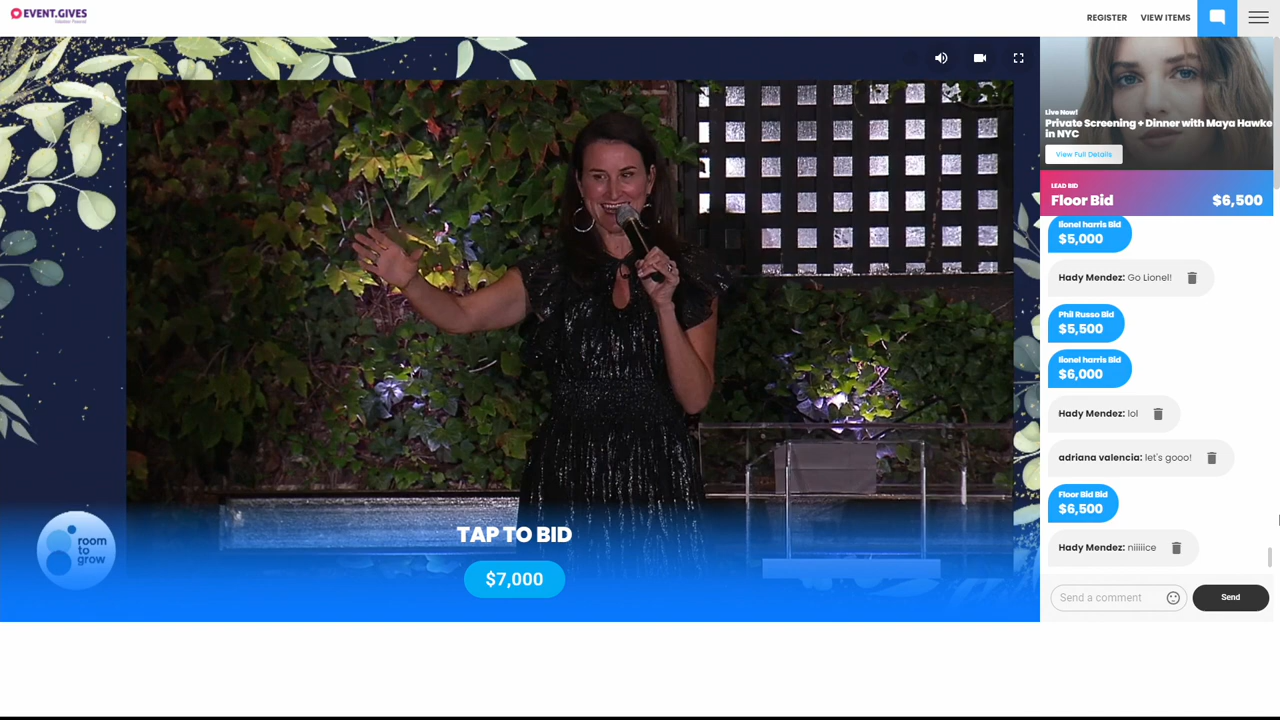 EVENT.GIVES
REGISTER
VIEW ITEMS
Live Now!
Private Screening + Dinner with Maya Hawke
in NYC
View Full Details
LEAD BID
Floor Bid
$6,500
lionel harris Bid
$5,000
Hady Mendez: Go Lionel!
Phil Russo Bid
$5,500
lionel harris Bid
$6,000
Hady Mendez: lol
adriana valencia: let's gooo!
Floor Bid Bid
$6,500
Hady Mendez: niiiiice
Send a comment
Send
TAP TO BID
$7,000
room
to
grow